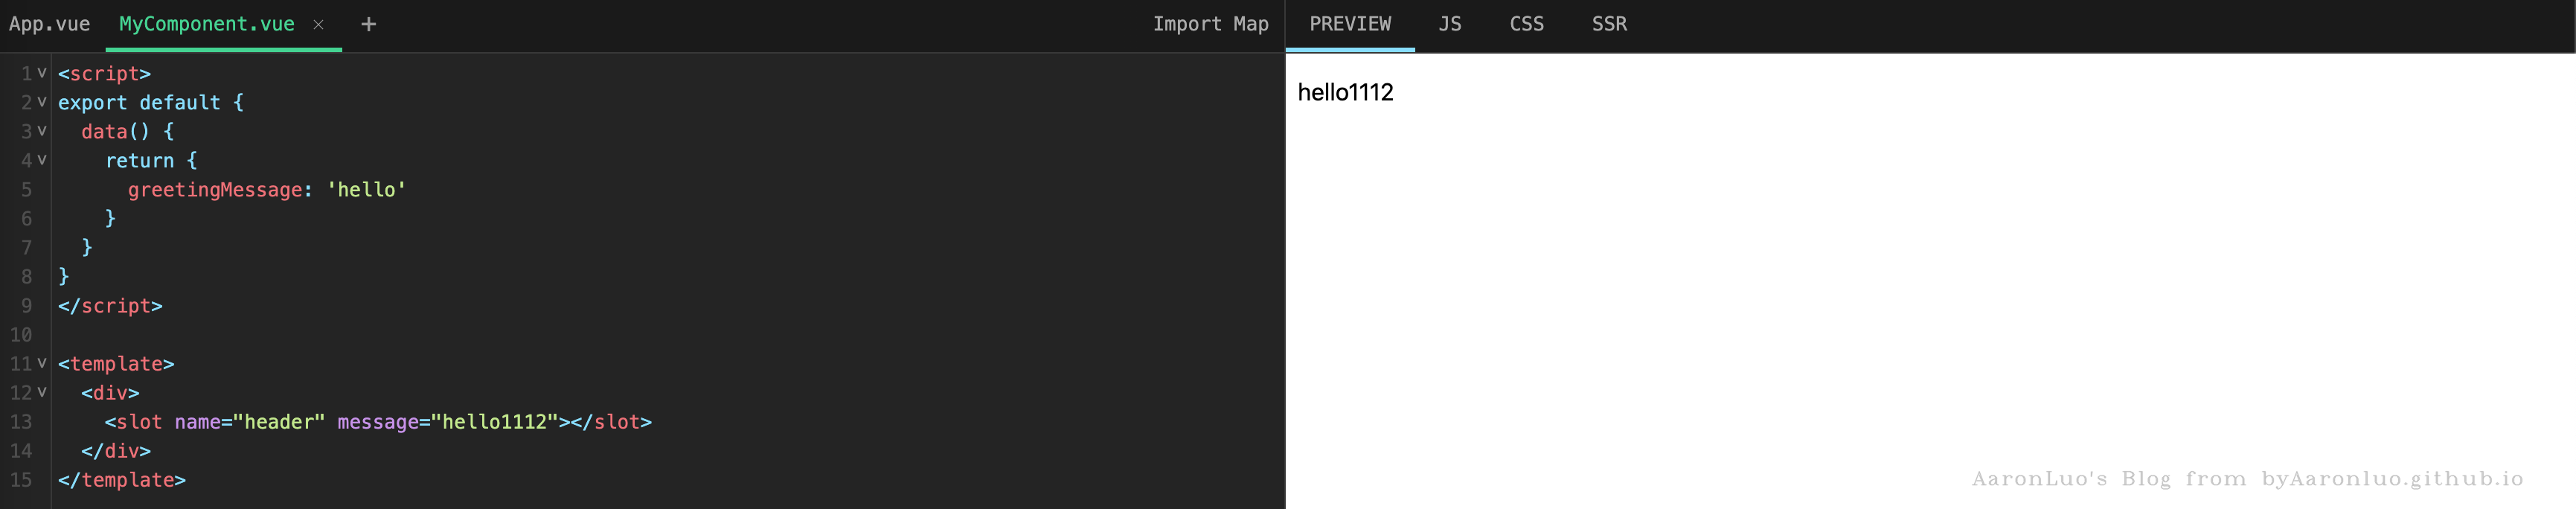 App.vue MyComponent.vue × + Import Map PREVIEW JS CSS SSR
1 <script>
2 export default {
3   data() {
4     return {
5       greetingMessage: 'hello'
6     }
7   }
8 }
9 </script>
10
11 <template>
12   <div>
13     <slot name="header" message="hello1112"></slot>
14   </div>
15 </template>
hello1112
AaronLuo's Blog from byAaronluo.github.io